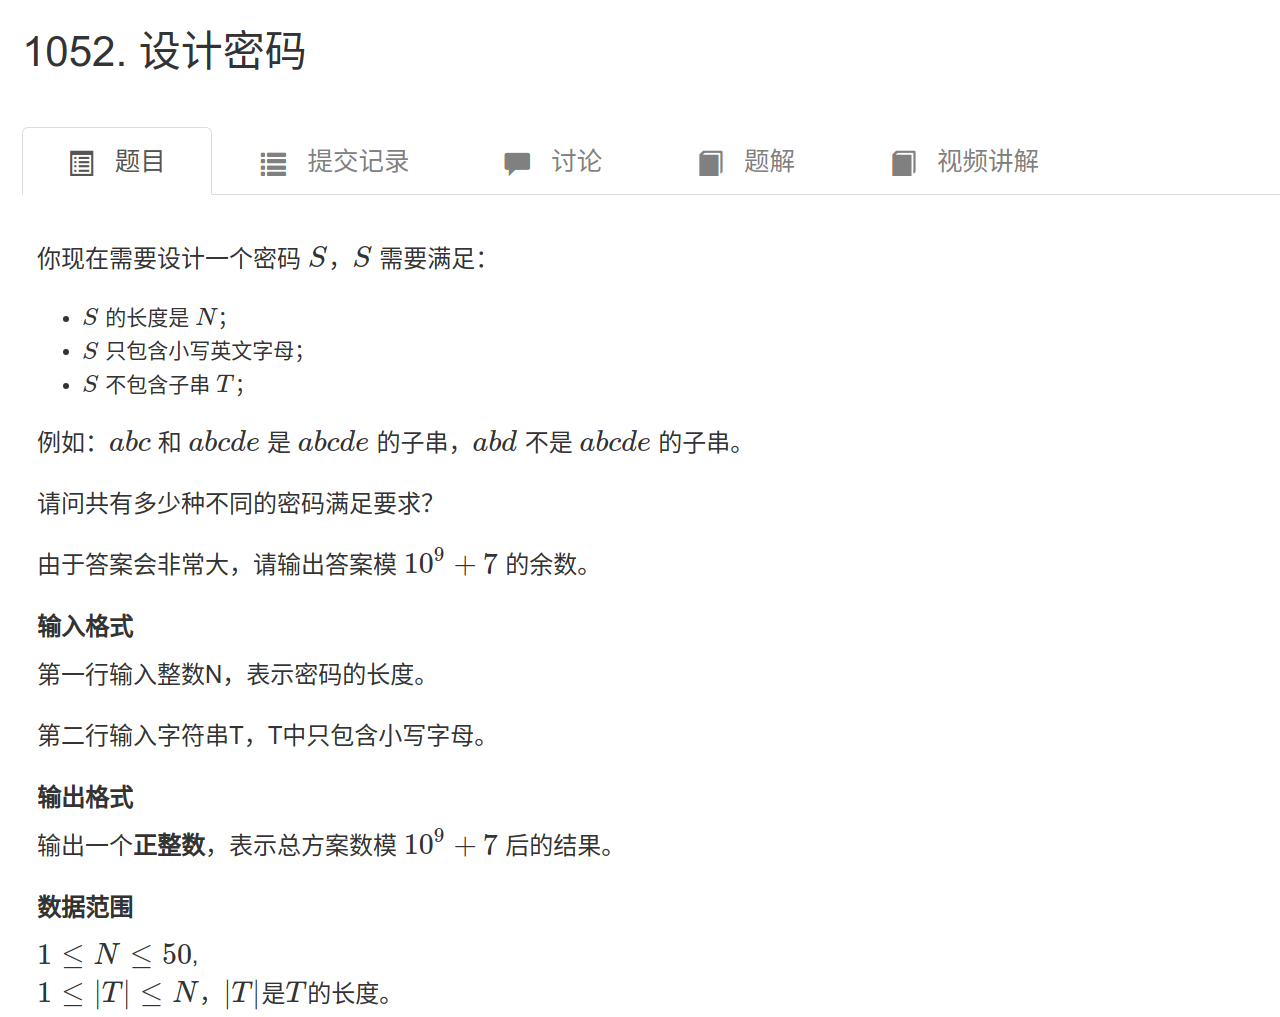 1052. 设计密码
题目 提交记录 讨论 题解 视频讲解
你现在需要设计一个密码 S，S 需要满足：
• S 的长度是 N；
• S 只包含小写英文字母；
• S 不包含子串 T；
例如：abc 和 abcde 是 abcde 的子串，abd 不是 abcde 的子串。
请问共有多少种不同的密码满足要求？
由于答案会非常大，请输出答案模 10⁹ + 7 的余数。
输入格式
第一行输入整数N，表示密码的长度。
第二行输入字符串T，T中只包含小写字母。
输出格式
输出一个正整数，表示总方案数模 10⁹ + 7 后的结果。
数据范围
1 ≤ N ≤ 50,
1 ≤ |T| ≤ N，|T|是T的长度。